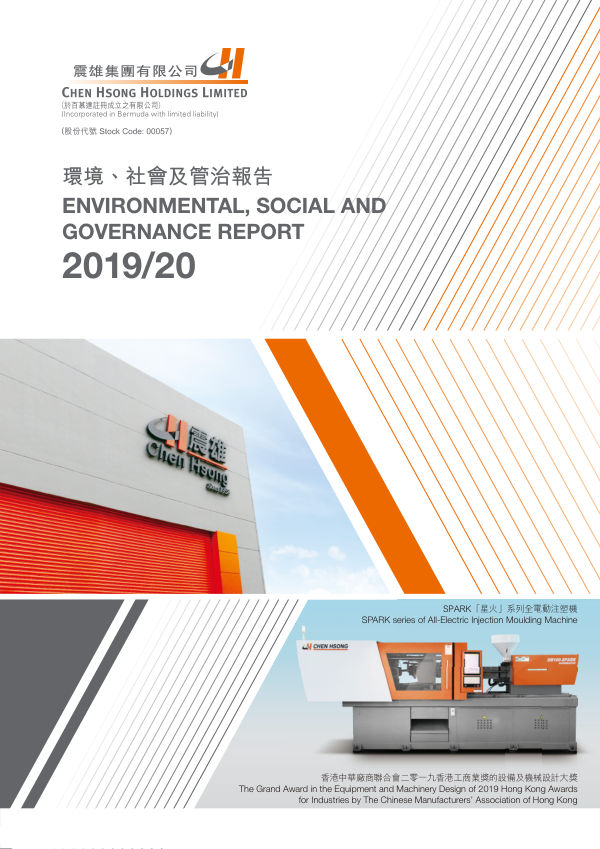 震雄集團有限公司
CHEN HSONG HOLDINGS LIMITED
(於百慕達註冊成立之有限公司)
(Incorporated in Bermuda with limited liability)
(股份代號 Stock Code: 00057)
環境、社會及管治報告
ENVIRONMENTAL, SOCIAL AND
GOVERNANCE REPORT
2019/20
震雄
Chen Hsong
SPARK「星火」系列全電動注塑機
SPARK series of All-Electric Injection Moulding Machine
CHEN HSONG
香港中華廠商聯合會二零一九香港工商業獎的設備及機械設計大獎
The Grand Award in the Equipment and Machinery Design of 2019 Hong Kong Awards
for Industries by The Chinese Manufacturers' Association of Hong Kong